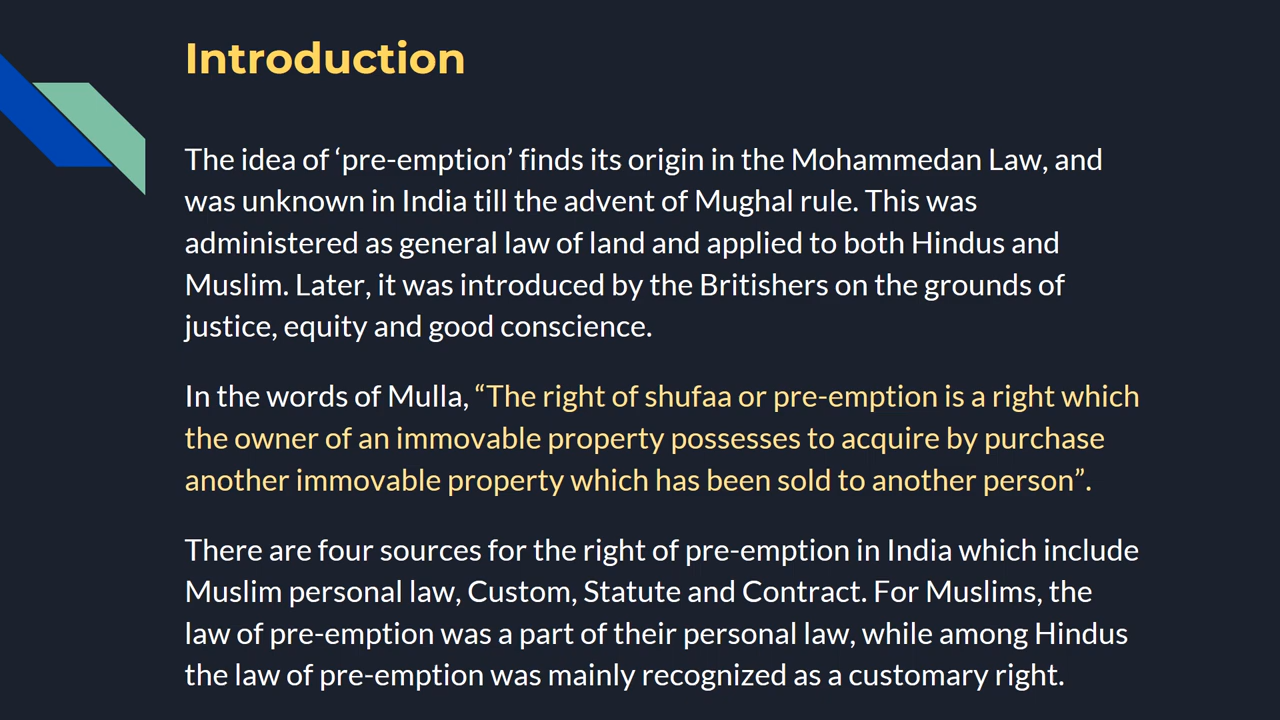 Introduction
The idea of ‘pre-emption’ finds its origin in the Mohammedan Law, and
was unknown in India till the advent of Mughal rule. This was
administered as general law of land and applied to both Hindus and
Muslim. Later, it was introduced by the Britishers on the grounds of
justice, equity and good conscience.
In the words of Mulla, “The right of shufaa or pre-emption is a right which
the owner of an immovable property possesses to acquire by purchase
another immovable property which has been sold to another person”.
There are four sources for the right of pre-emption in India which include
Muslim personal law, Custom, Statute and Contract. For Muslims, the
law of pre-emption was a part of their personal law, while among Hindus
the law of pre-emption was mainly recognized as a customary right.